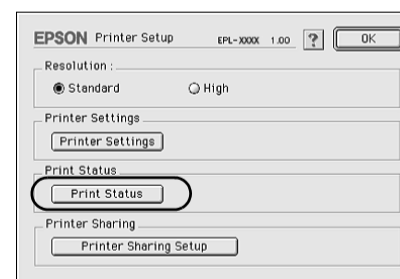 EPSON Printer Setup EPL-XXXX 1.00 ? OK
Resolution :
Standard High
Printer Settings
Printer Settings
Print Status
Print Status
Printer Sharing
Printer Sharing Setup